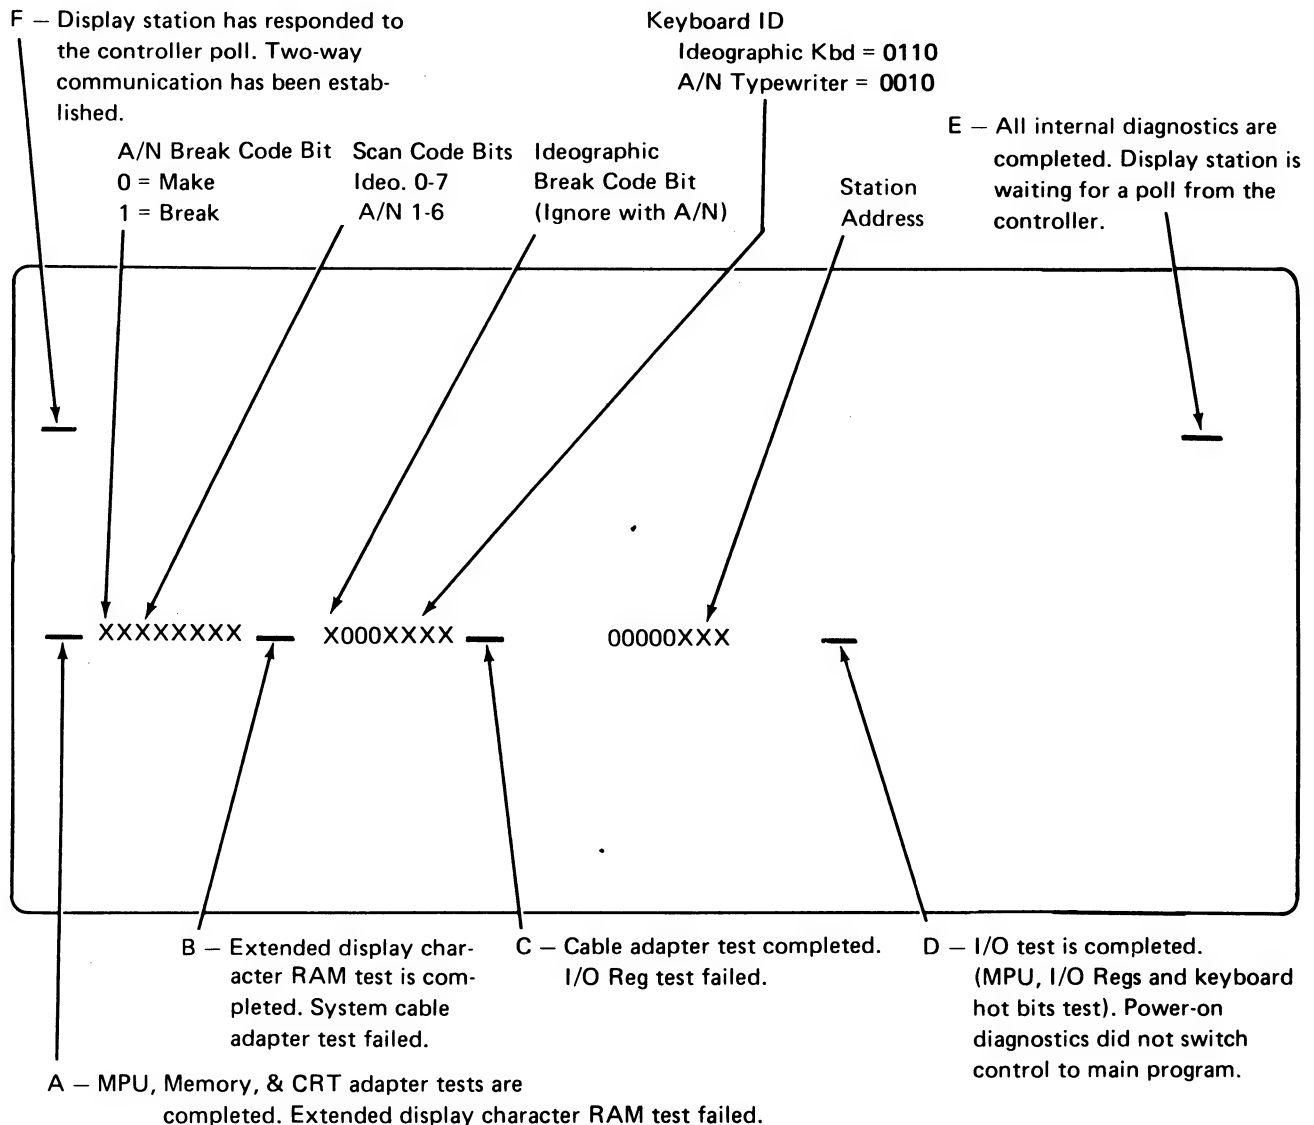 F — Display station has responded to
the controller poll. Two-way
communication has been estab-
lished.
Keyboard ID
Ideographic Kbd = 0110
A/N Typewriter = 0010
E — All internal diagnostics are
completed. Display station is
waiting for a poll from the
controller.
A/N Break Code Bit
0 = Make
1 = Break
Scan Code Bits
Ideo. 0-7
A/N 1-6
Ideographic
Break Code Bit
(Ignore with A/N)
Station
Address
XXXXXXXX X000XXXX 00000XXX
B — Extended display char-
acter RAM test is com-
pleted. System cable
adapter test failed.
C — Cable adapter test completed.
I/O Reg test failed.
D — I/O test is completed.
(MPU, I/O Regs and keyboard
hot bits test). Power-on
diagnostics did not switch
control to main program.
A — MPU, Memory, & CRT adapter tests are
completed. Extended display character RAM test failed.